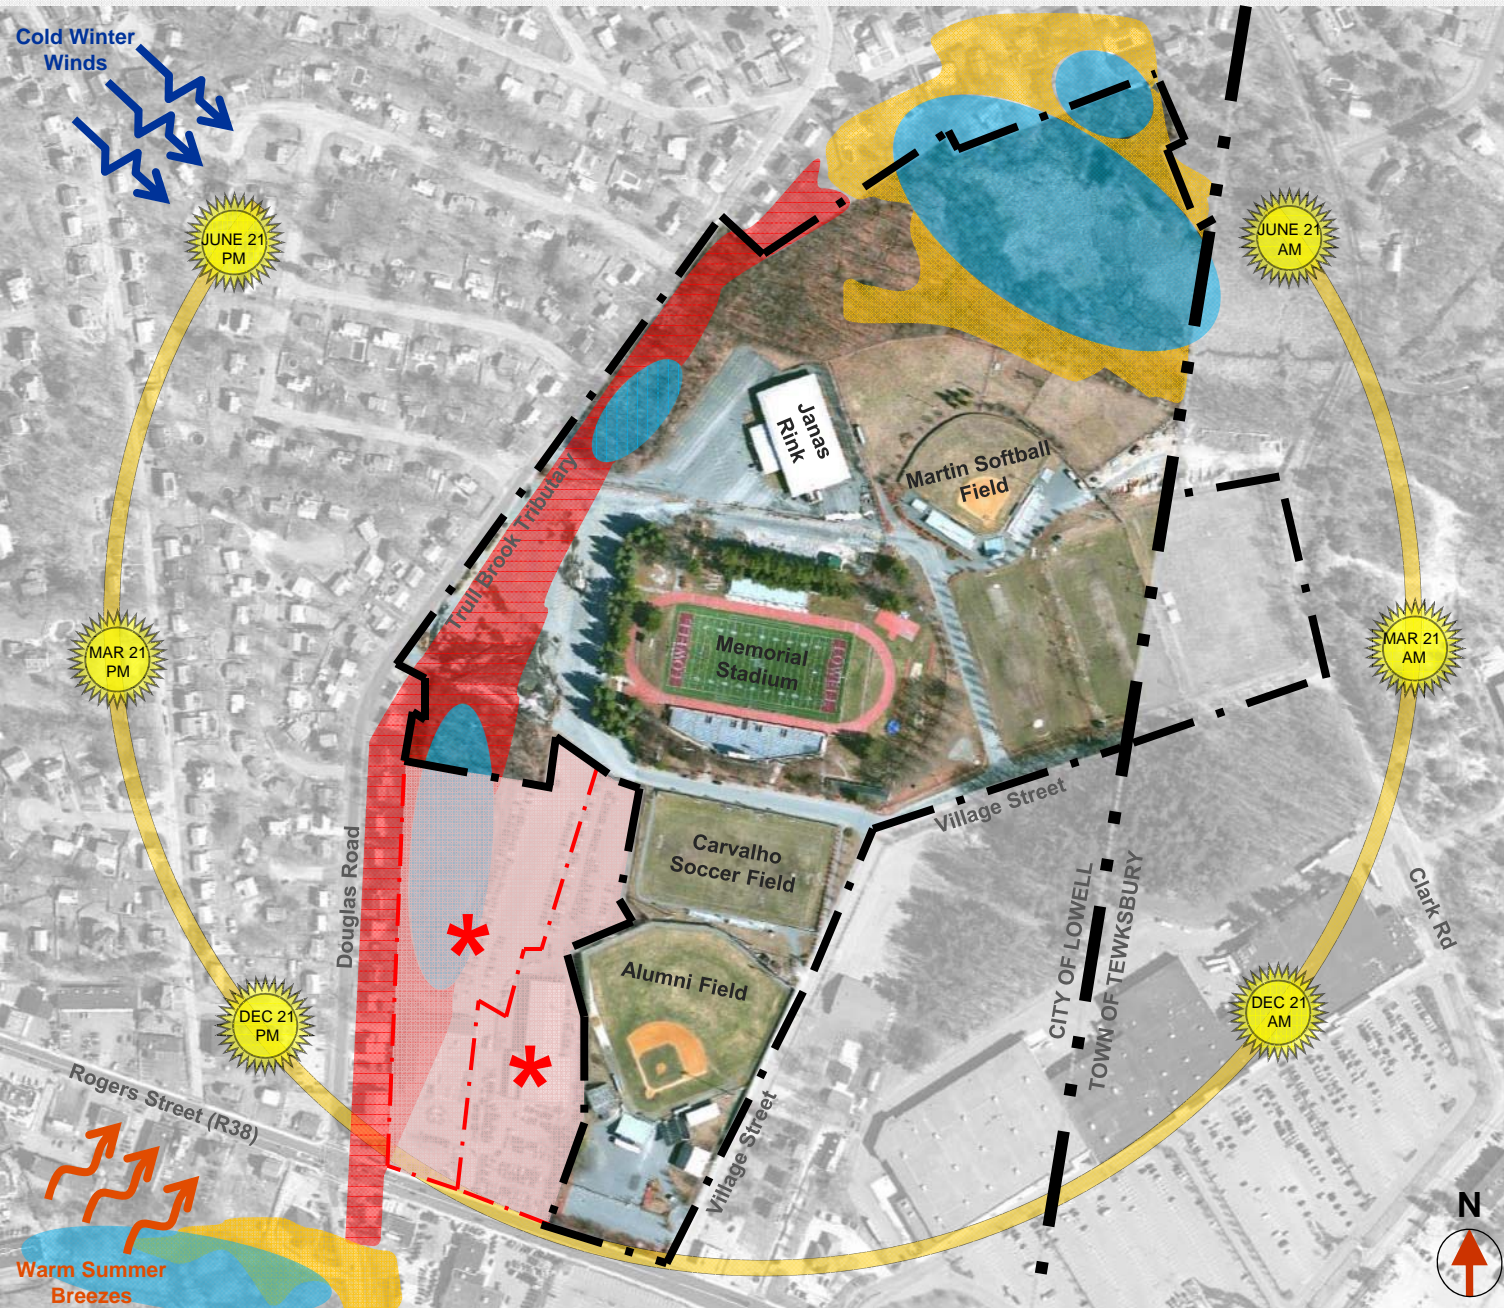 Cold Winter
Winds
JUNE 21
PM
JUNE 21
AM
Janas
Rink
Martin Softball
Field
Trull Brook Tributary
LOWELL
Memorial
Stadium
LOWELL
MAR 21
PM
MAR 21
AM
Village Street
Carvalho
Soccer Field
Douglas Road
Clark Rd
CITY OF LOWELL
TOWN OF TEWKSBURY
*
Alumni Field
DEC 21
PM
DEC 21
AM
*
Rogers Street (R38)
Village Street
N
Warm Summer
Breezes